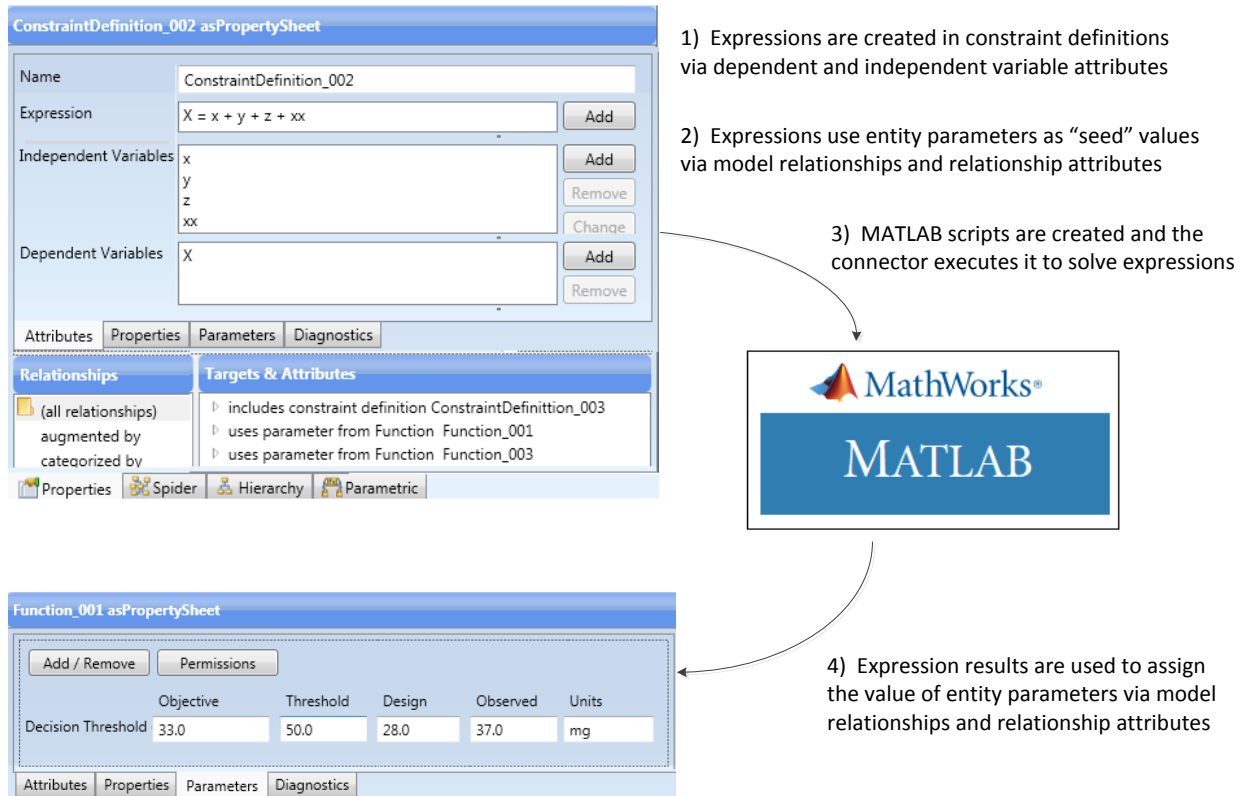 ConstraintDefinition_002 asPropertySheet
Name
ConstraintDefinition_002
Expression
X = x + y + z + xx
Add
Independent Variables
x
y
z
xx
Add
Remove
Change
Dependent Variables
X
Add
Remove
Attributes Properties Parameters Diagnostics
Relationships
(all relationships)
augmented by
categorized by
Targets & Attributes
includes constraint definition ConstraintDefinittion_003
uses parameter from Function Function_001
uses parameter from Function Function_003
Properties Spider Hierarchy Parametric
1) Expressions are created in constraint definitions
via dependent and independent variable attributes
2) Expressions use entity parameters as “seed” values
via model relationships and relationship attributes
3) MATLAB scripts are created and the
connector executes it to solve expressions
MathWorks®
MATLAB
Function_001 asPropertySheet
Add / Remove Permissions
Objective Threshold Design Observed Units
Decision Threshold 33.0 50.0 28.0 37.0 mg
Attributes Properties Parameters Diagnostics
4) Expression results are used to assign
the value of entity parameters via model
relationships and relationship attributes